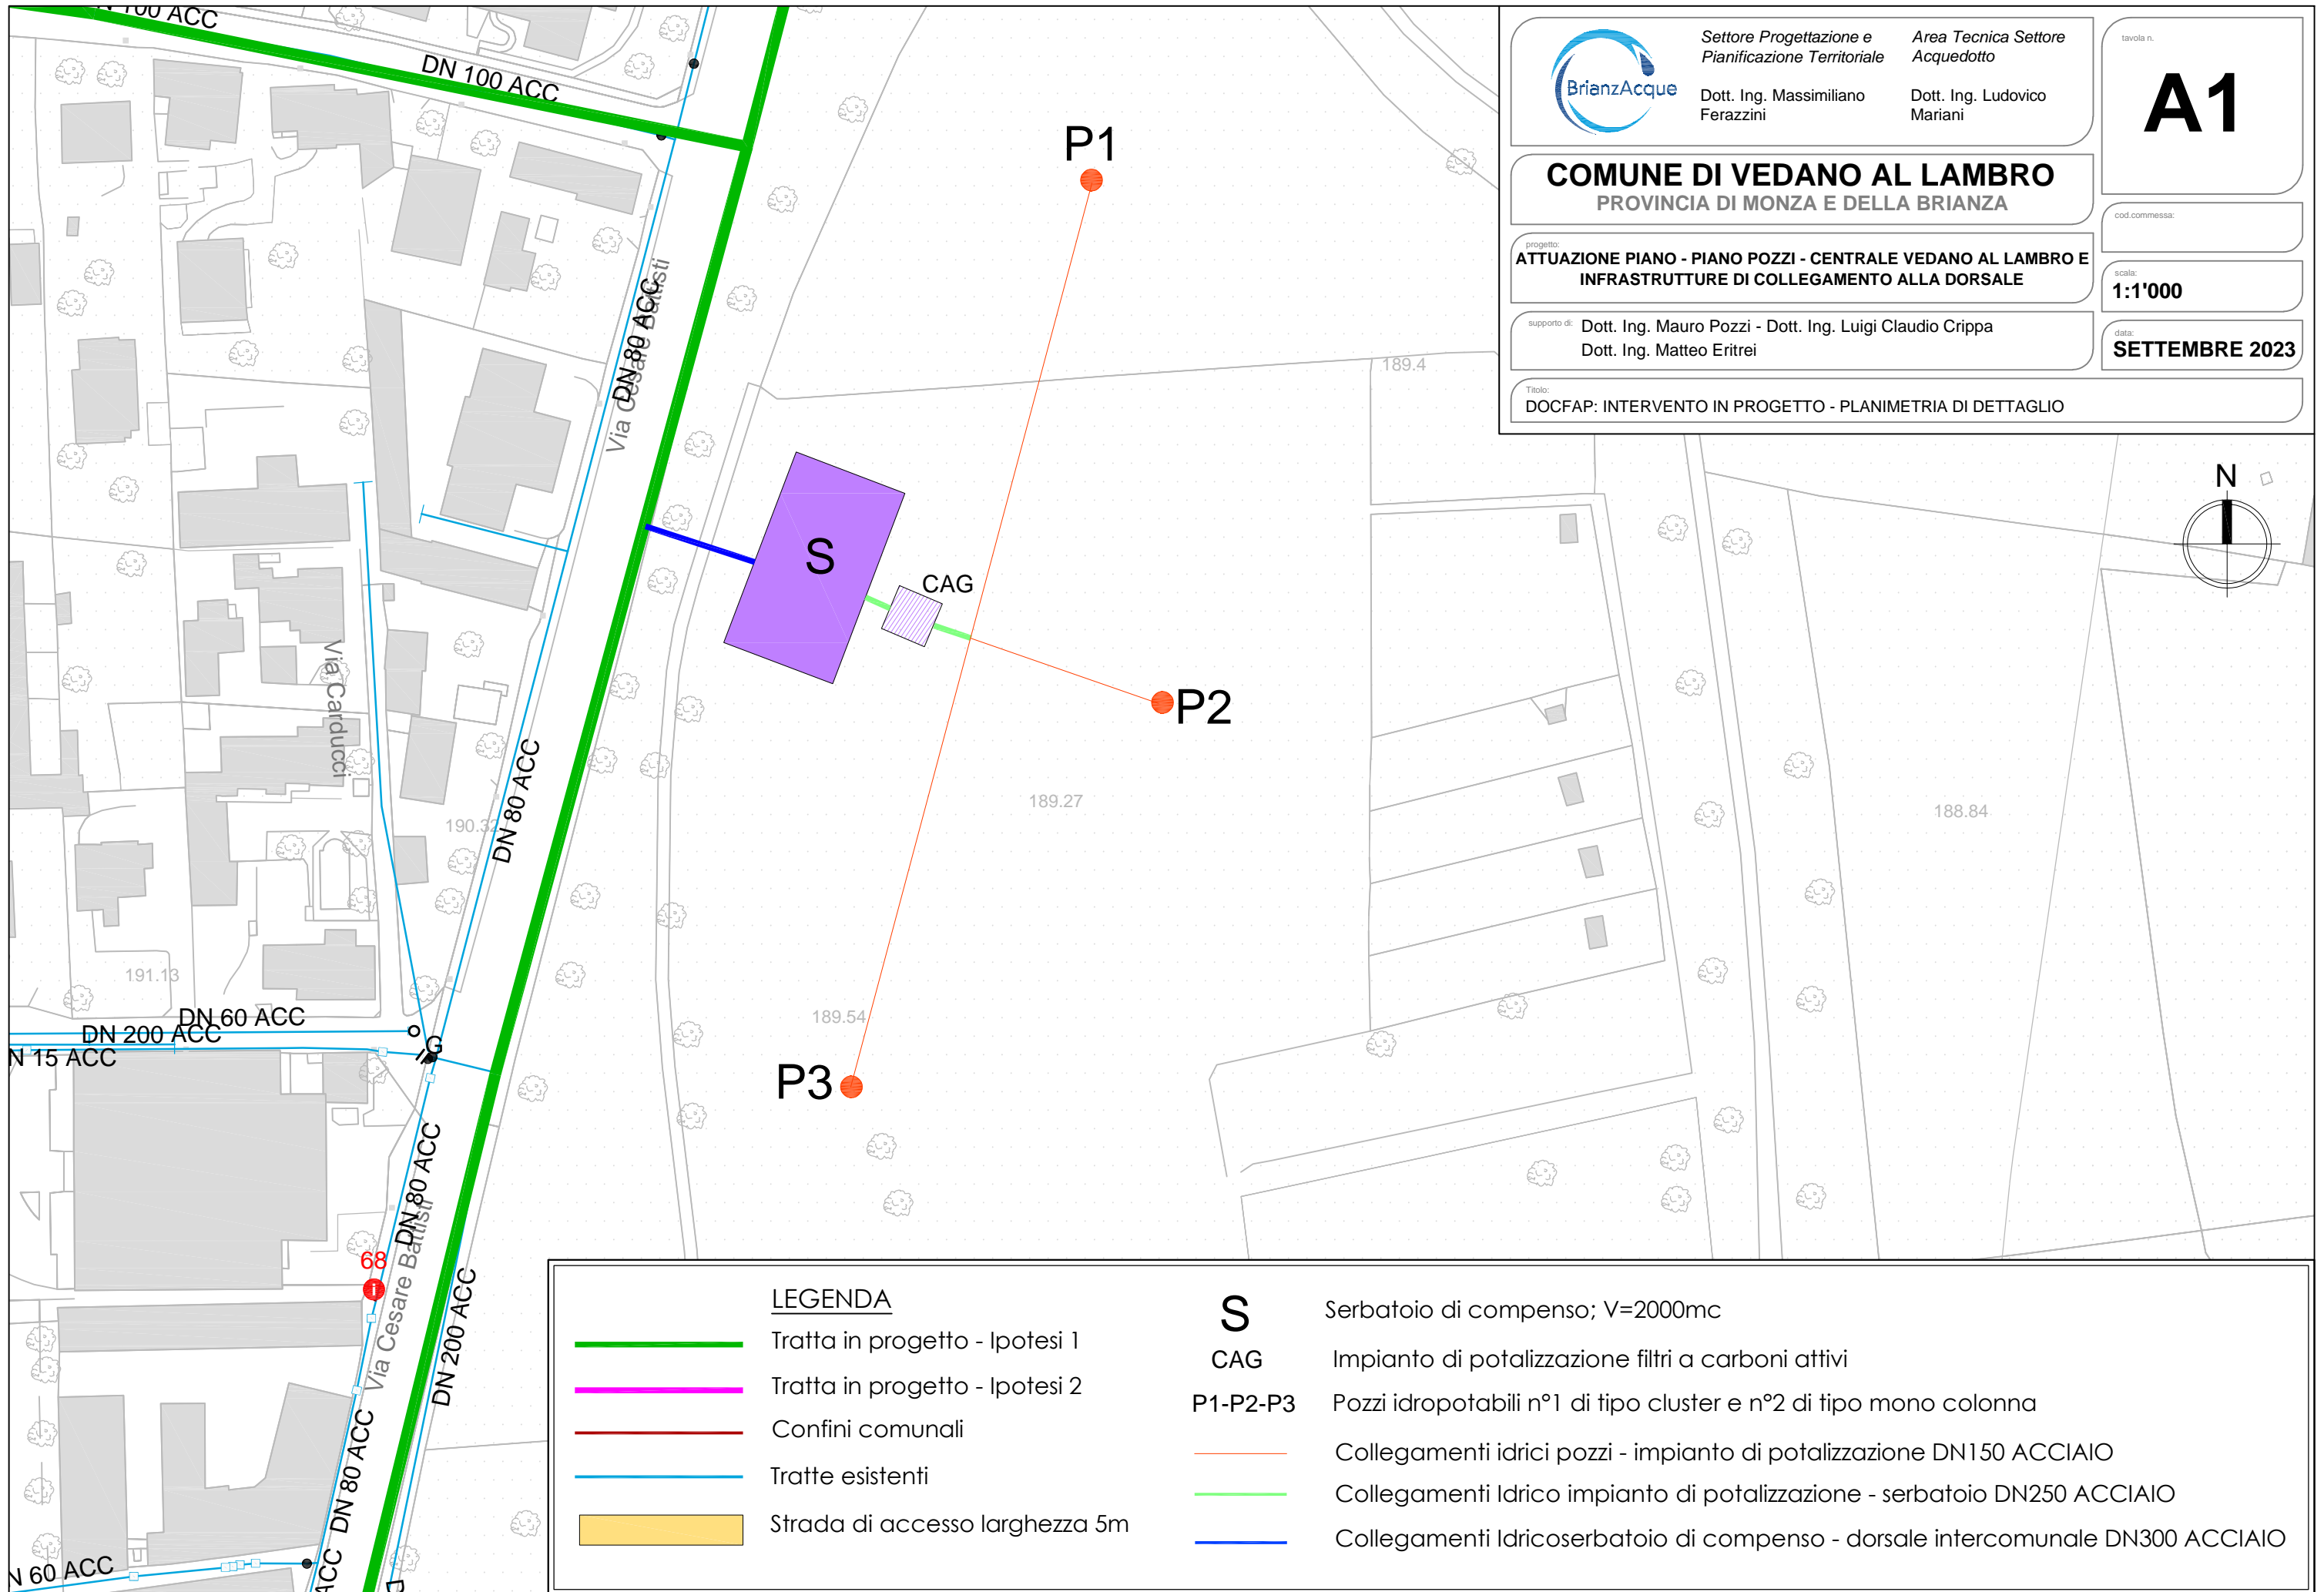 BrianzAcque
Settore Progettazione e
Pianificazione Territoriale
Dott. Ing. Massimiliano
Ferazzini
Area Tecnica Settore
Acquedotto
Dott. Ing. Ludovico
Mariani
tavola n.
A1
COMUNE DI VEDANO AL LAMBRO
PROVINCIA DI MONZA E DELLA BRIANZA
cod.commessa:
progetto:
ATTUAZIONE PIANO - PIANO POZZI - CENTRALE VEDANO AL LAMBRO E
INFRASTRUTTURE DI COLLEGAMENTO ALLA DORSALE
scala:
1:1'000
supporto di:
Dott. Ing. Mauro Pozzi - Dott. Ing. Luigi Claudio Crippa
Dott. Ing. Matteo Eritrei
data:
SETTEMBRE 2023
Titolo:
DOCFAP: INTERVENTO IN PROGETTO - PLANIMETRIA DI DETTAGLIO
N 100 ACC
DN 100 ACC
P1
DN 80 ACC
Via Cesare Battisti
189.4
N
S
CAG
P2
Via Carducci
DN 80 ACC
190.32
189.27
188.84
191.13
189.54
DN 60 ACC
DN 200 ACC
N 15 ACC
G
P3
DN 80 ACC
Via Cesare Battisti
68
i
DN 200 ACC
DN 80 ACC
N 60 ACC
ACC
D
LEGENDA
Tratta in progetto - Ipotesi 1
Tratta in progetto - Ipotesi 2
Confini comunali
Tratte esistenti
Strada di accesso larghezza 5m
S
Serbatoio di compenso; V=2000mc
CAG
Impianto di potalizzazione filtri a carboni attivi
P1-P2-P3
Pozzi idropotabili n°1 di tipo cluster e n°2 di tipo mono colonna
Collegamenti idrici pozzi - impianto di potalizzazione DN150 ACCIAIO
Collegamenti Idrico impianto di potalizzazione - serbatoio DN250 ACCIAIO
Collegamenti Idricoserbatoio di compenso - dorsale intercomunale DN300 ACCIAIO